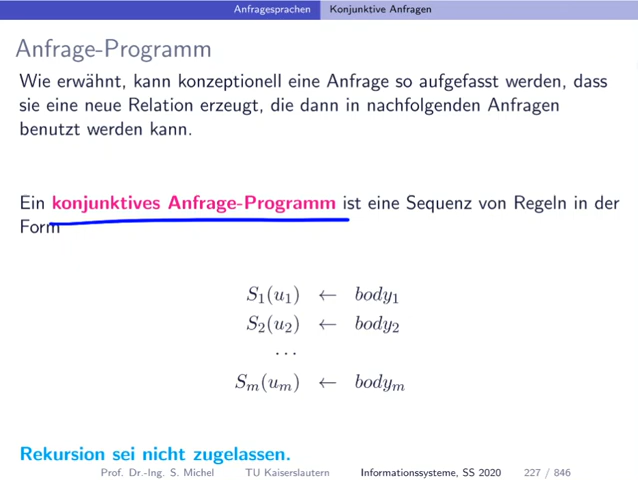 Anfragesprachen Konjunktive Anfragen
Anfrage-Programm
Wie erwähnt, kann konzeptionell eine Anfrage so aufgefasst werden, dass
sie eine neue Relation erzeugt, die dann in nachfolgenden Anfragen
benutzt werden kann.
Ein konjunktives Anfrage-Programm ist eine Sequenz von Regeln in der
Form
S₁(u₁) ← body₁
S₂(u₂) ← body₂
...
Sₘ(uₘ) ← bodyₘ
Rekursion sei nicht zugelassen.
Prof. Dr.-Ing. S. Michel TU Kaiserslautern Informationssysteme, SS 2020 227 / 846